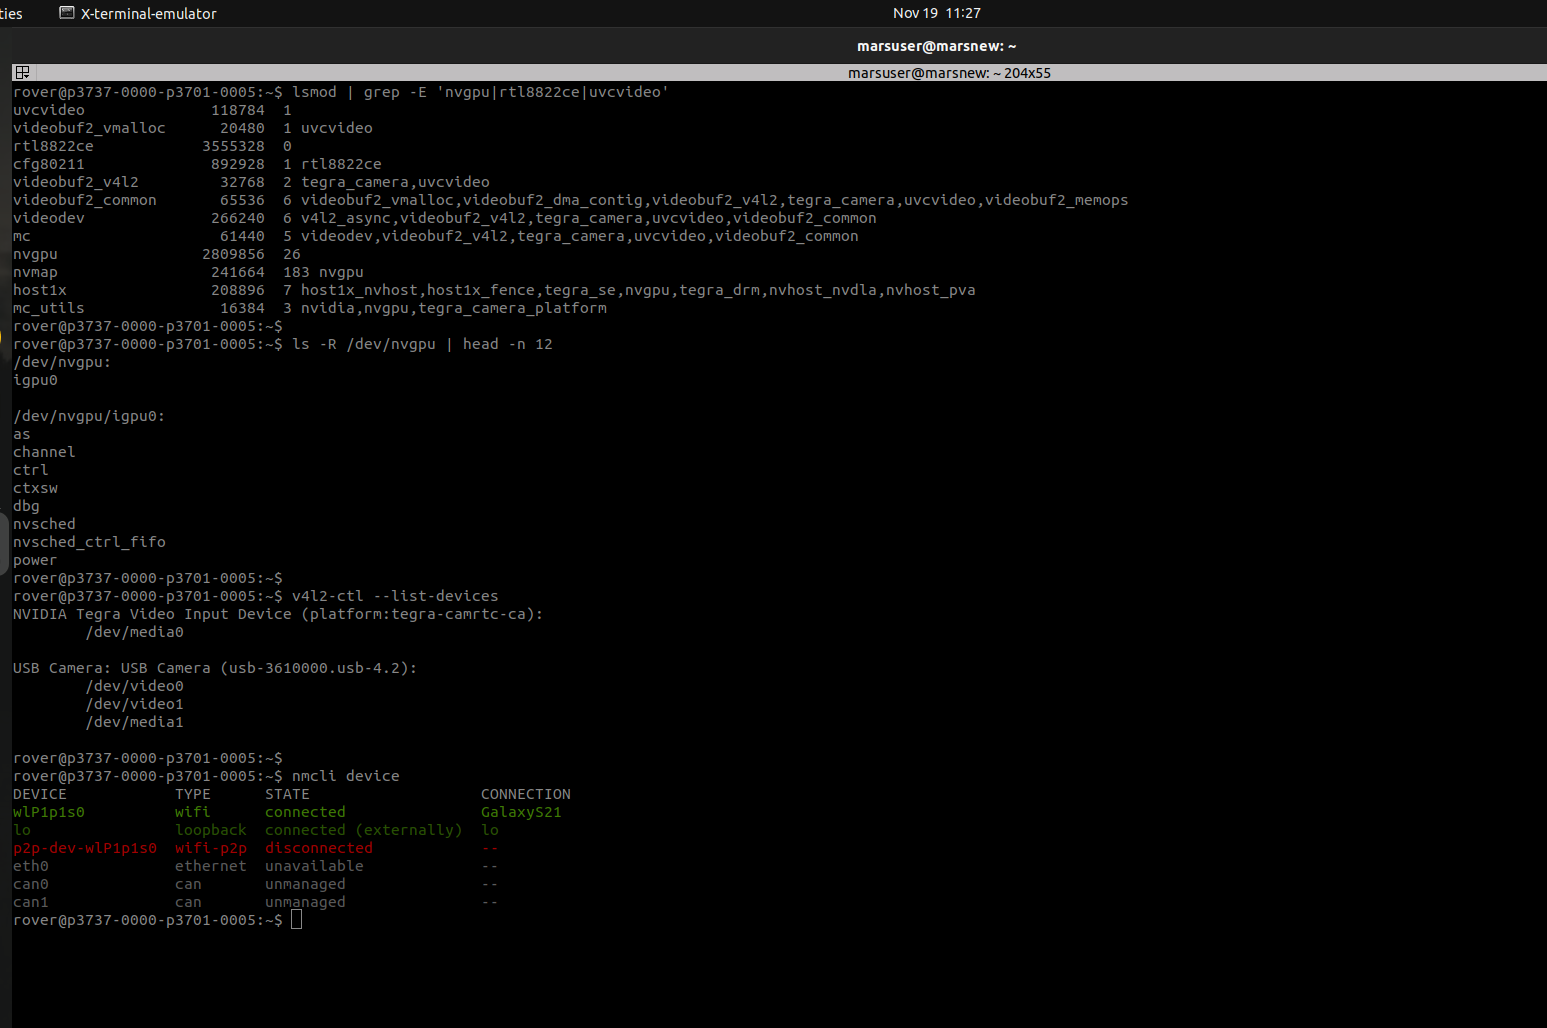 ties X-terminal-emulator Nov 19 11:27
marsuser@marsnew: ~
marsuser@marsnew: ~ 204x55
rover@p3737-0000-p3701-0005:~$ lsmod | grep -E 'nvgpu|rtl8822ce|uvcvideo'
uvcvideo              118784  1
videobuf2_vmalloc      20480  1 uvcvideo
rtl8822ce            3555328  0
cfg80211              892928  1 rtl8822ce
videobuf2_v4l2         32768  2 tegra_camera,uvcvideo
videobuf2_common       65536  6 videobuf2_vmalloc,videobuf2_dma_contig,videobuf2_v4l2,tegra_camera,uvcvideo,videobuf2_memops
videodev              266240  6 v4l2_async,videobuf2_v4l2,tegra_camera,uvcvideo,videobuf2_common
mc                     61440  5 videodev,videobuf2_v4l2,tegra_camera,uvcvideo,videobuf2_common
nvgpu                2809856  26
nvmap                 241664  183 nvgpu
host1x                208896  7 host1x_nvhost,host1x_fence,tegra_se,nvgpu,tegra_drm,nvhost_nvdla,nvhost_pva
mc_utils               16384  3 nvidia,nvgpu,tegra_camera_platform
rover@p3737-0000-p3701-0005:~$
rover@p3737-0000-p3701-0005:~$ ls -R /dev/nvgpu | head -n 12
/dev/nvgpu:
igpu0

/dev/nvgpu/igpu0:
as
channel
ctrl
ctxsw
dbg
nvsched
nvsched_ctrl_fifo
power
rover@p3737-0000-p3701-0005:~$
rover@p3737-0000-p3701-0005:~$ v4l2-ctl --list-devices
NVIDIA Tegra Video Input Device (platform:tegra-camrtc-ca):
        /dev/media0

USB Camera: USB Camera (usb-3610000.usb-4.2):
        /dev/video0
        /dev/video1
        /dev/media1

rover@p3737-0000-p3701-0005:~$
rover@p3737-0000-p3701-0005:~$ nmcli device
DEVICE            TYPE      STATE                   CONNECTION
wlP1p1s0          wifi      connected               GalaxyS21
lo                loopback  connected (externally)  lo
p2p-dev-wlP1p1s0  wifi-p2p  disconnected            --
eth0              ethernet  unavailable             --
can0              can       unmanaged               --
can1              can       unmanaged               --
rover@p3737-0000-p3701-0005:~$